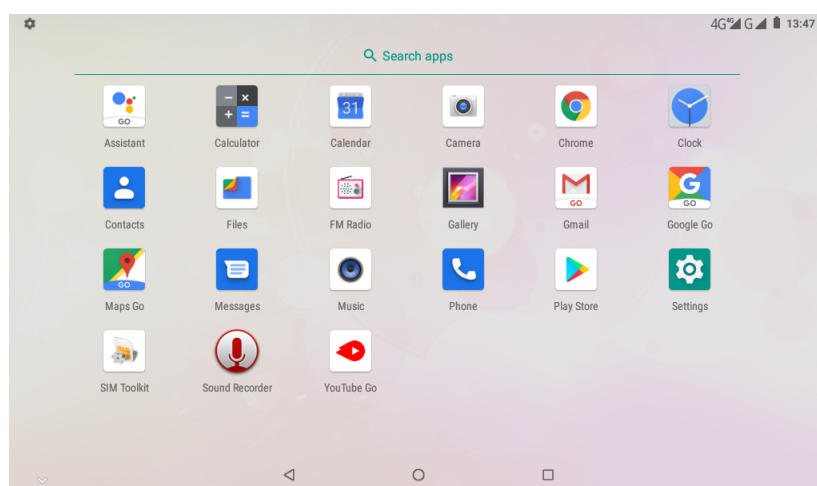 4G 4G G 13:47
Search apps
GO
31
GO
GO
GO
Assistant Calculator Calendar Camera Chrome Clock
Contacts Files FM Radio Gallery Gmail Google Go
Maps Go Messages Music Phone Play Store Settings
SIM Toolkit Sound Recorder YouTube Go